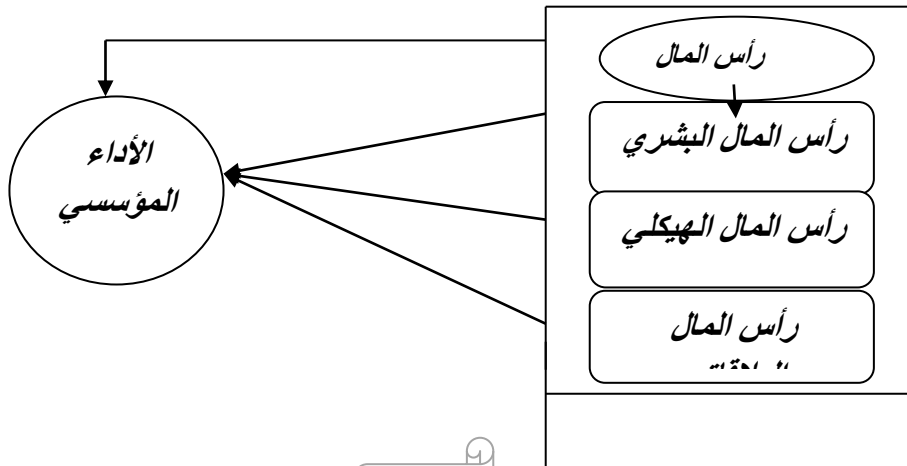 رأس المال
رأس المال البشري
رأس المال الهيكلي
رأس المال
الأداء
المؤسسي